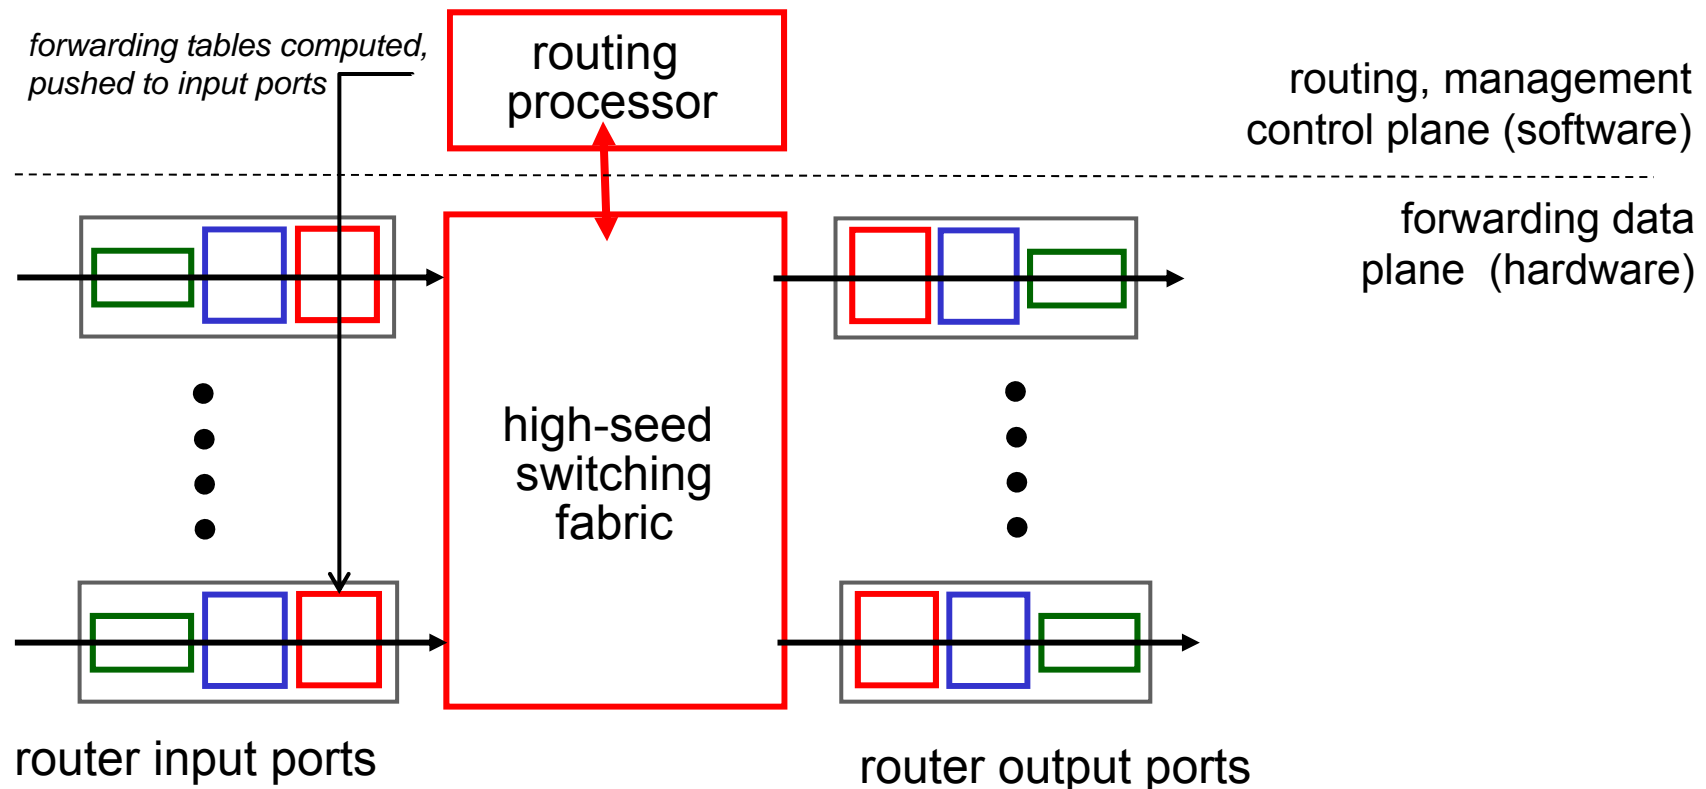 forwarding tables computed,
pushed to input ports
routing
processor
routing, management
control plane (software)
forwarding data
plane (hardware)
high-seed
switching
fabric
router input ports
router output ports